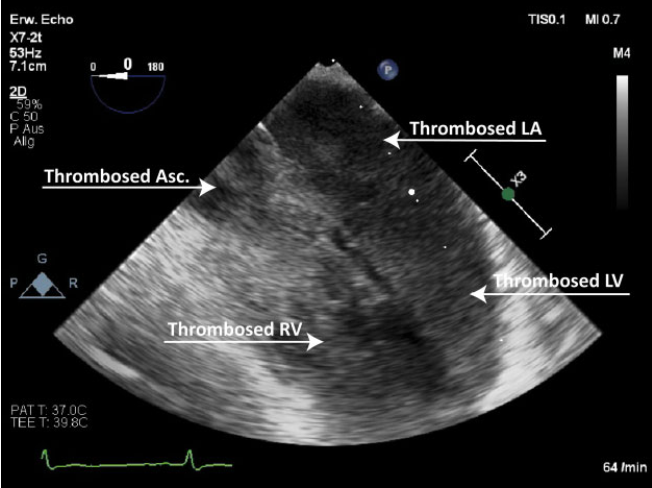 Erw. Echo
X7-2t
53Hz
7.1cm
2D
59%
C 50
P Aus
Allg
0 0 180
P
TIS0.1 MI 0.7
M4
Thrombosed LA
X3
Thrombosed Asc.
G
P R
Thrombosed LV
Thrombosed RV
PAT T: 37.0C
TEE T: 39.8C
64 /min